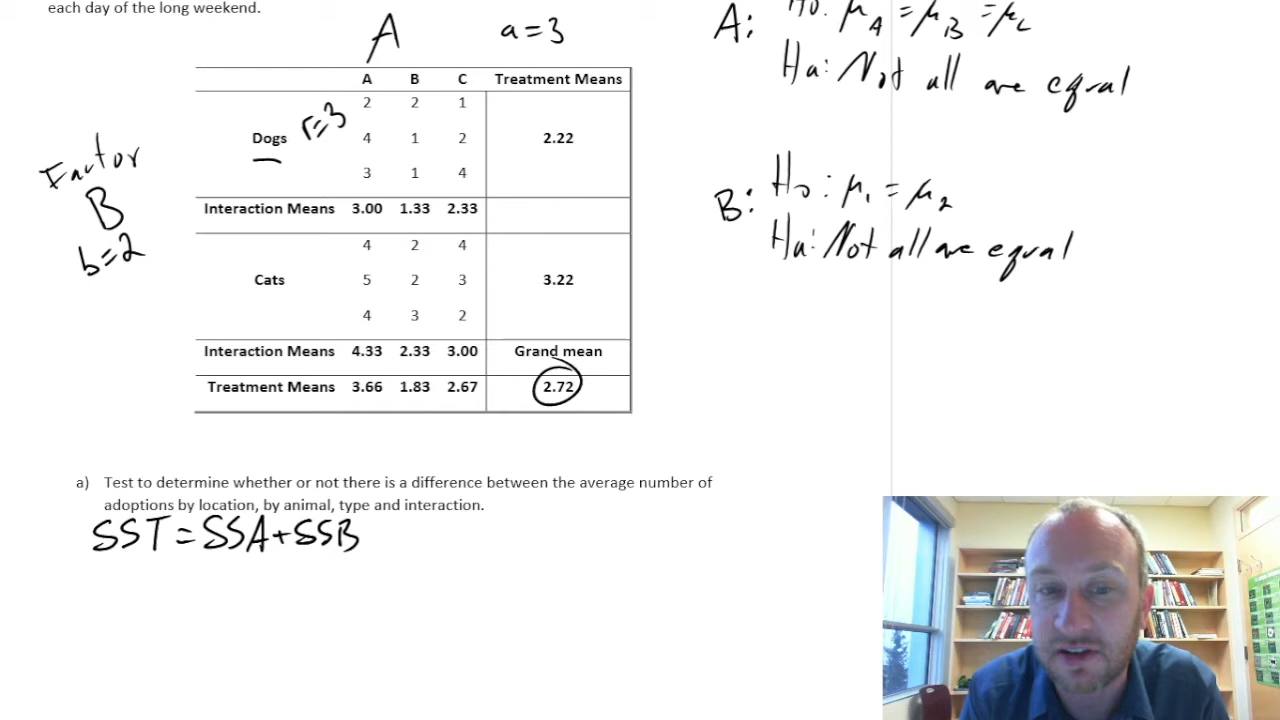 each day of the long weekend.
A a=3
A: Ho: μA = μB = μC
Ha: Not all are equal
A B C Treatment Means
2 2 1
Dogs r=3 4 1 2 2.22
3 1 4
Factor
B
b=2
Interaction Means 3.00 1.33 2.33
4 2 4
Cats 5 2 3 3.22
4 3 2
Interaction Means 4.33 2.33 3.00 Grand mean
Treatment Means 3.66 1.83 2.67 2.72
B: Ho: μ1 = μ2
Ha: Not all are equal
a) Test to determine whether or not there is a difference between the average number of
adoptions by location, by animal, type and interaction.
SST=SSA+SSB